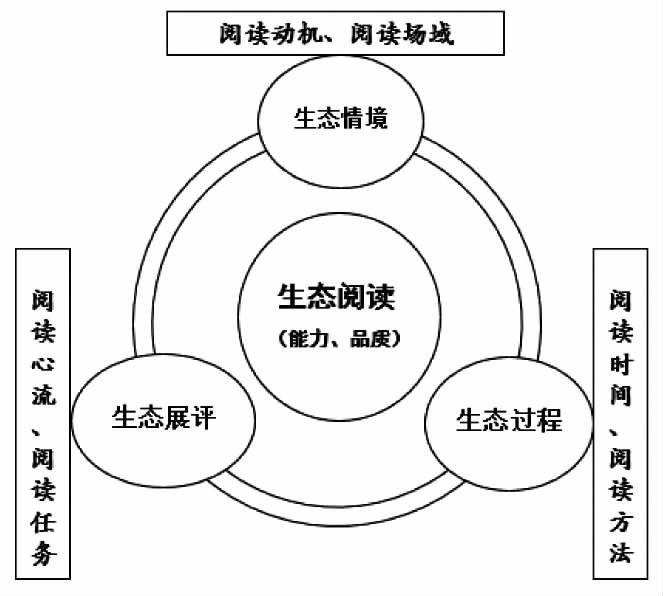 阅读动机、阅读场域
生态情境
生态阅读
（能力、品质）
阅读心流、阅读任务
生态展评
生态过程
阅读时间、阅读方法